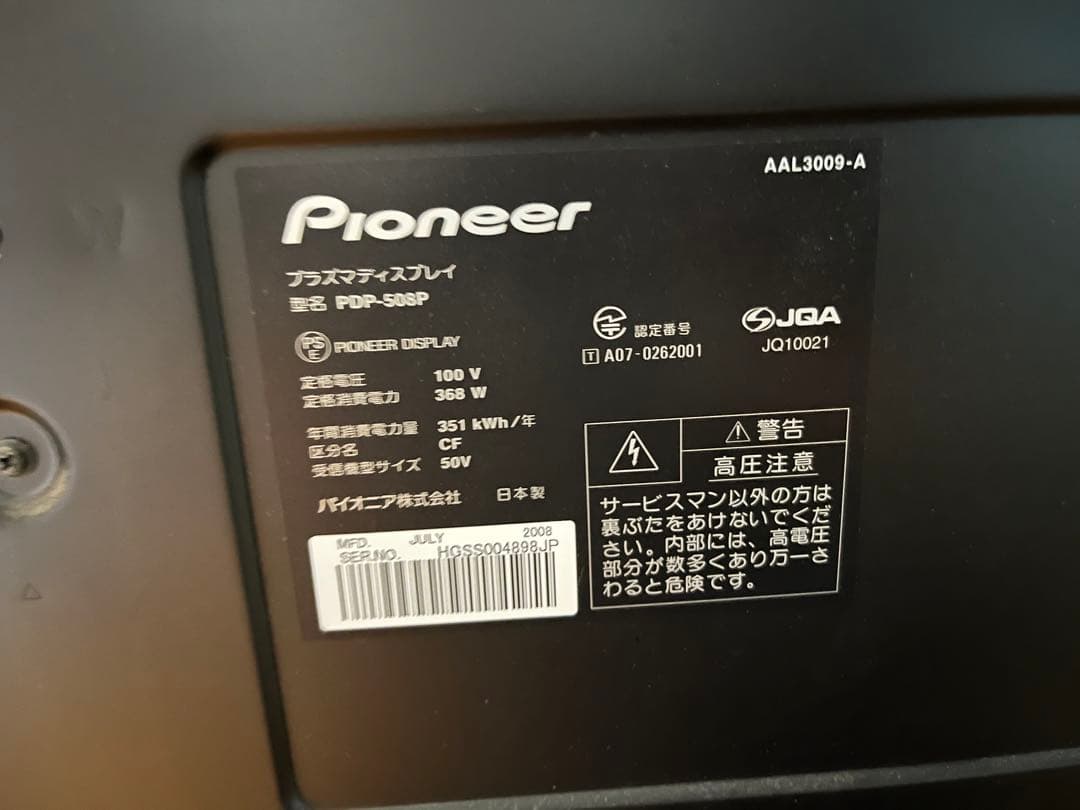 AAL3009-A
Pioneer
プラズマディスプレイ
型名 PDP-508P
PS
E
PIONEER DISPLAY
定格電圧 100 V
定格消費電力 368 W
年間消費電力量 351 kWh/年
区分名 CF
受信機型サイズ 50V
パイオニア株式会社 日本製
MFD. JULY 2008
SER.NO. HGSS004898JP
認定番号
T A07-0262001
JQA
JQ10021
警告
高圧注意
サービスマン以外の方は
裏ぶたをあけないでくだ
さい。内部には、高電圧
部分が数多くあり万一さ
わると危険です。